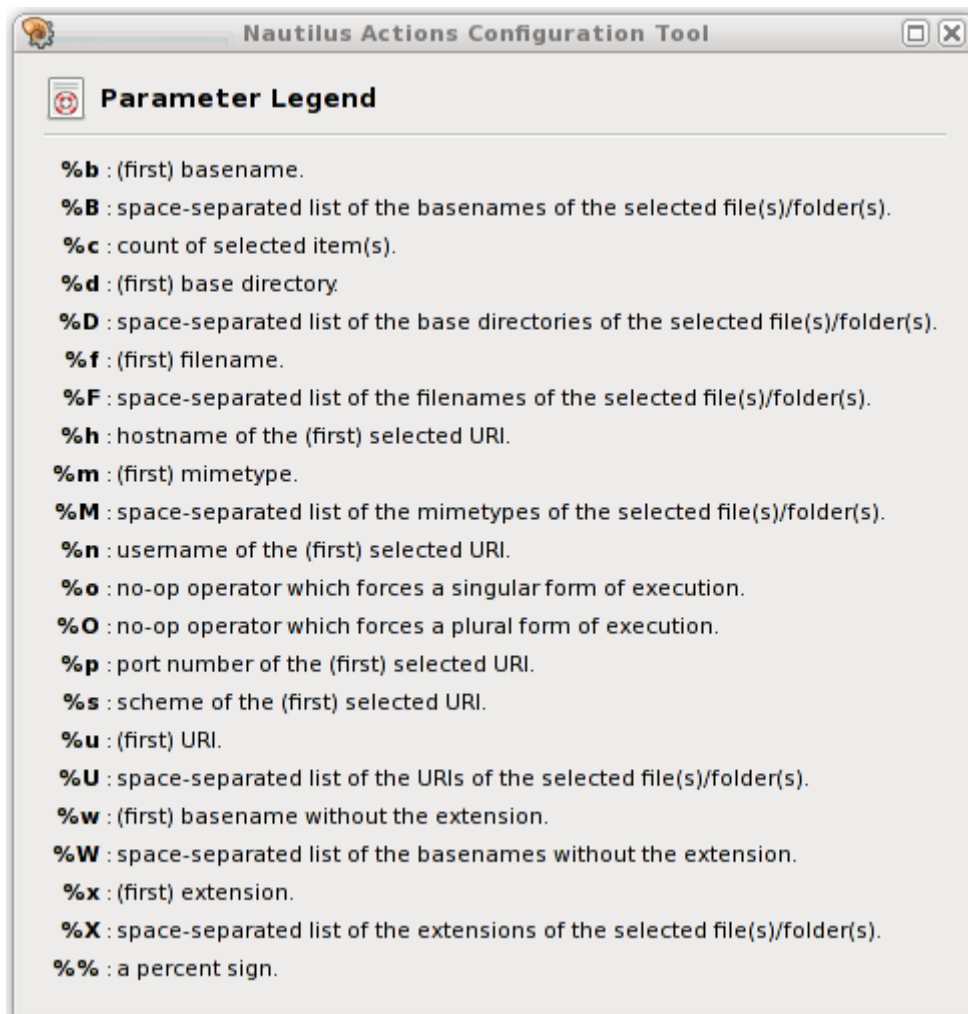 Nautilus Actions Configuration Tool
Parameter Legend
%b : (first) basename.
%B : space-separated list of the basenames of the selected file(s)/folder(s).
%c : count of selected item(s).
%d : (first) base directory.
%D : space-separated list of the base directories of the selected file(s)/folder(s).
%f : (first) filename.
%F : space-separated list of the filenames of the selected file(s)/folder(s).
%h : hostname of the (first) selected URI.
%m : (first) mimetype.
%M : space-separated list of the mimetypes of the selected file(s)/folder(s).
%n : username of the (first) selected URI.
%o : no-op operator which forces a singular form of execution.
%O : no-op operator which forces a plural form of execution.
%p : port number of the (first) selected URI.
%s : scheme of the (first) selected URI.
%u : (first) URI.
%U : space-separated list of the URIs of the selected file(s)/folder(s).
%w : (first) basename without the extension.
%W : space-separated list of the basenames without the extension.
%x : (first) extension.
%X : space-separated list of the extensions of the selected file(s)/folder(s).
%% : a percent sign.